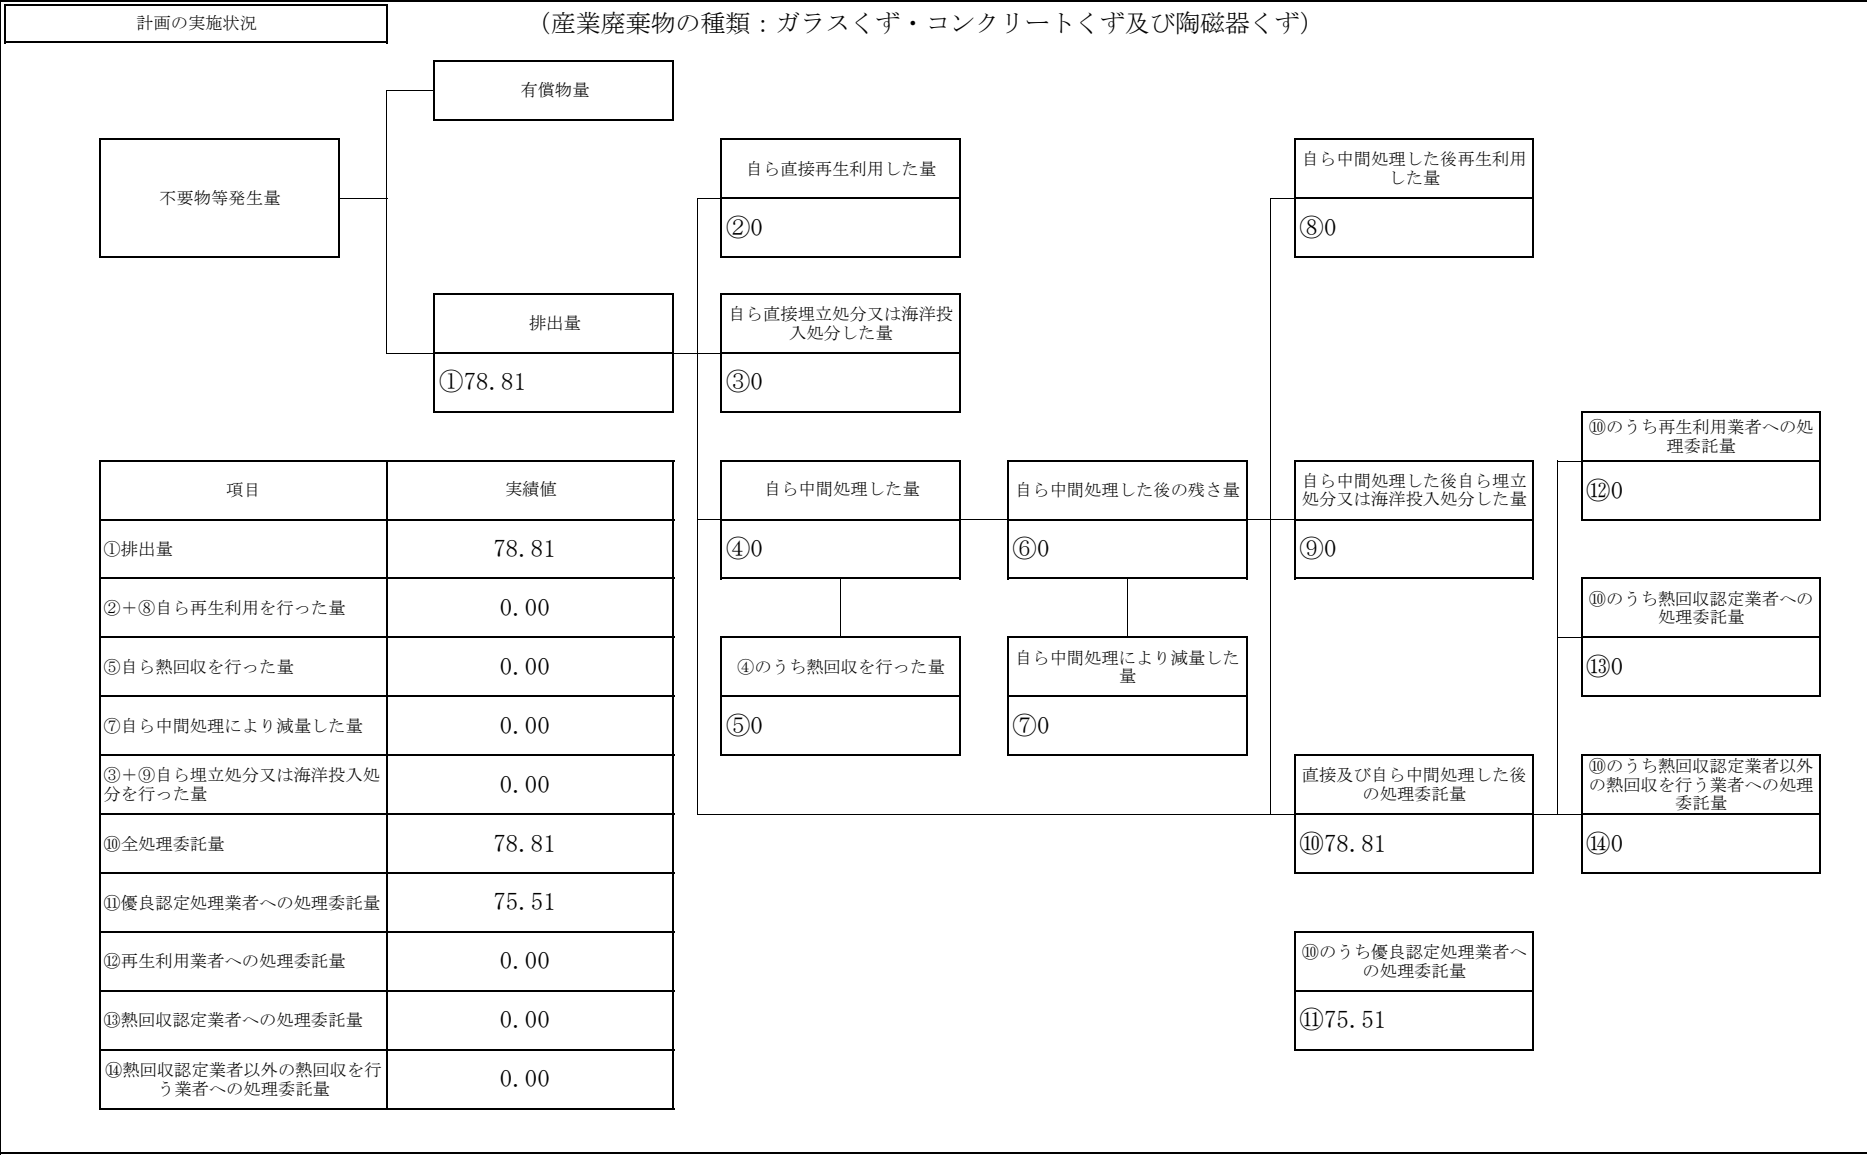 計画の実施状況
（産業廃棄物の種類：ガラスくず・コンクリートくず及び陶磁器くず）
有償物量
不要物等発生量
自ら直接再生利用した量
②0
自ら中間処理した後再生利用
した量
⑧0
排出量
①78.81
自ら直接埋立処分又は海洋投
入処分した量
③0
⑩のうち再生利用業者への処
理委託量
⑫0
自ら中間処理した量
④0
自ら中間処理した後の残さ量
⑥0
自ら中間処理した後自ら埋立
処分又は海洋投入処分した量
⑨0
⑩のうち熱回収認定業者への
処理委託量
⑬0
④のうち熱回収を行った量
⑤0
自ら中間処理により減量した
量
⑦0
直接及び自ら中間処理した後
の処理委託量
⑩78.81
⑩のうち熱回収認定業者以外
の熱回収を行う業者への処理
委託量
⑭0
⑩のうち優良認定処理業者へ
の処理委託量
⑪75.51
項目 実績値
①排出量 78.81
②＋⑧自ら再生利用を行った量 0.00
⑤自ら熱回収を行った量 0.00
⑦自ら中間処理により減量した量 0.00
③＋⑨自ら埋立処分又は海洋投入処
分を行った量 0.00
⑩全処理委託量 78.81
⑪優良認定処理業者への処理委託量 75.51
⑫再生利用業者への処理委託量 0.00
⑬熱回収認定業者への処理委託量 0.00
⑭熱回収認定業者以外の熱回収を行
う業者への処理委託量 0.00